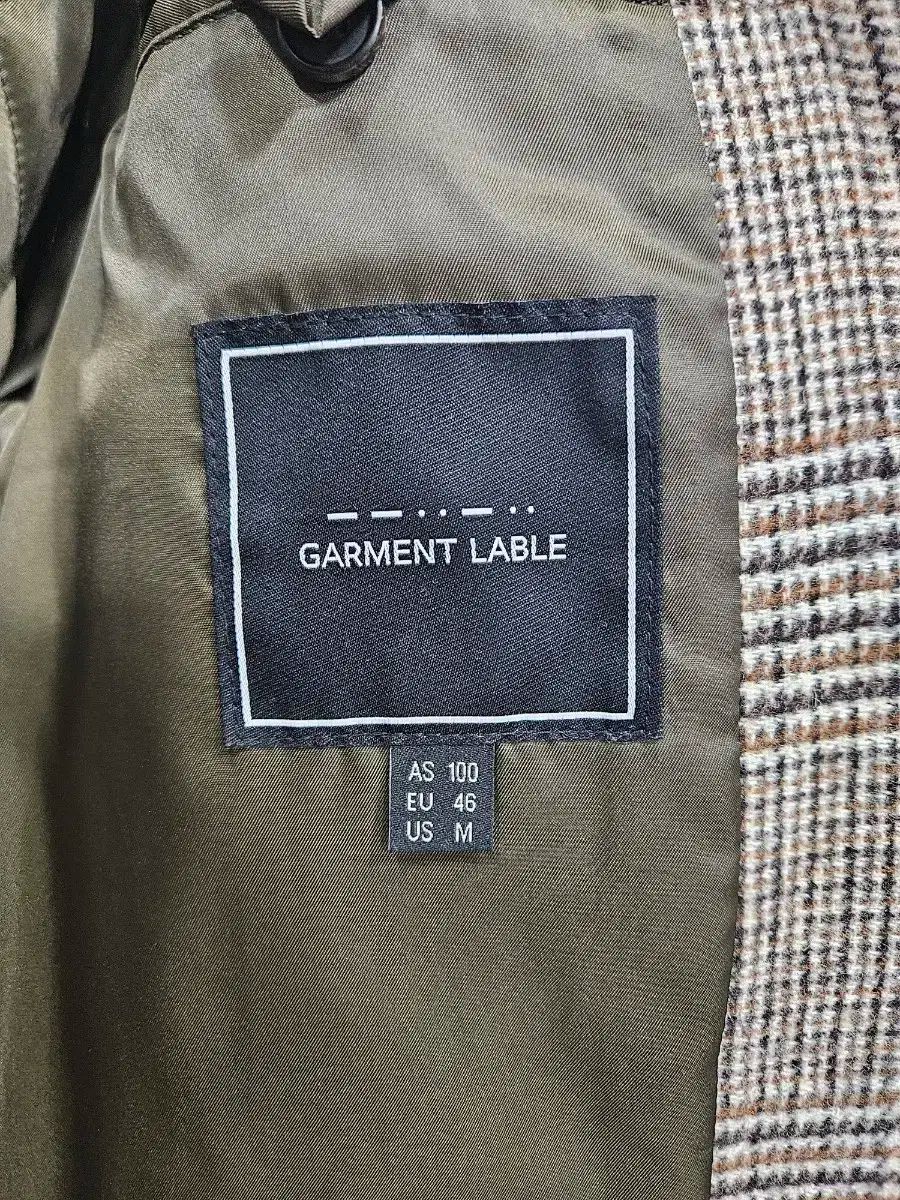 GARMENT LABLE
AS 100
EU 46
US M